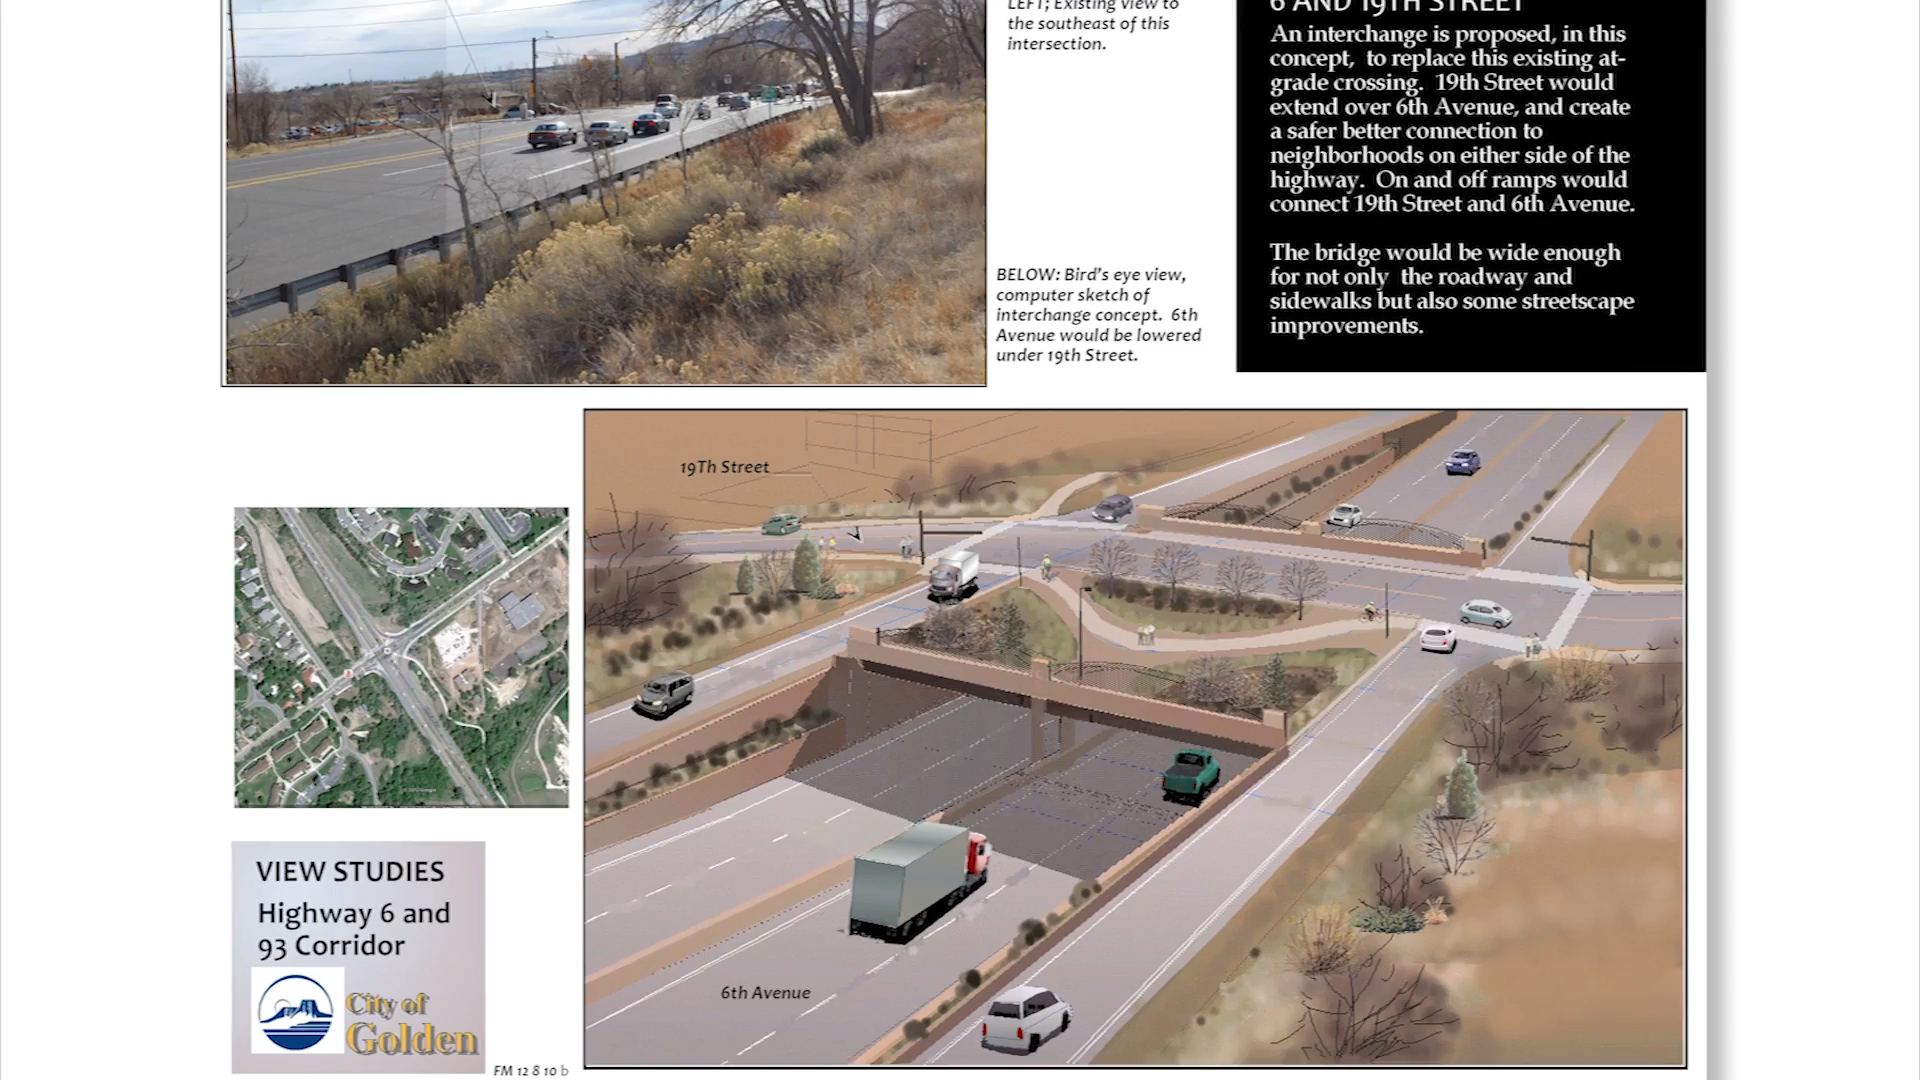 LEFT; Existing view to
the southeast of this
intersection.
6 AND 19TH STREET
An interchange is proposed, in this
concept, to replace this existing at-
grade crossing. 19th Street would
extend over 6th Avenue, and create
a safer better connection to
neighborhoods on either side of the
highway. On and off ramps would
connect 19th Street and 6th Avenue.
The bridge would be wide enough
for not only the roadway and
sidewalks but also some streetscape
improvements.
BELOW: Bird's eye view,
computer sketch of
interchange concept. 6th
Avenue would be lowered
under 19th Street.
19Th Street
6th Avenue
VIEW STUDIES
Highway 6 and
93 Corridor
City of
Golden
FM 12 8 10 b